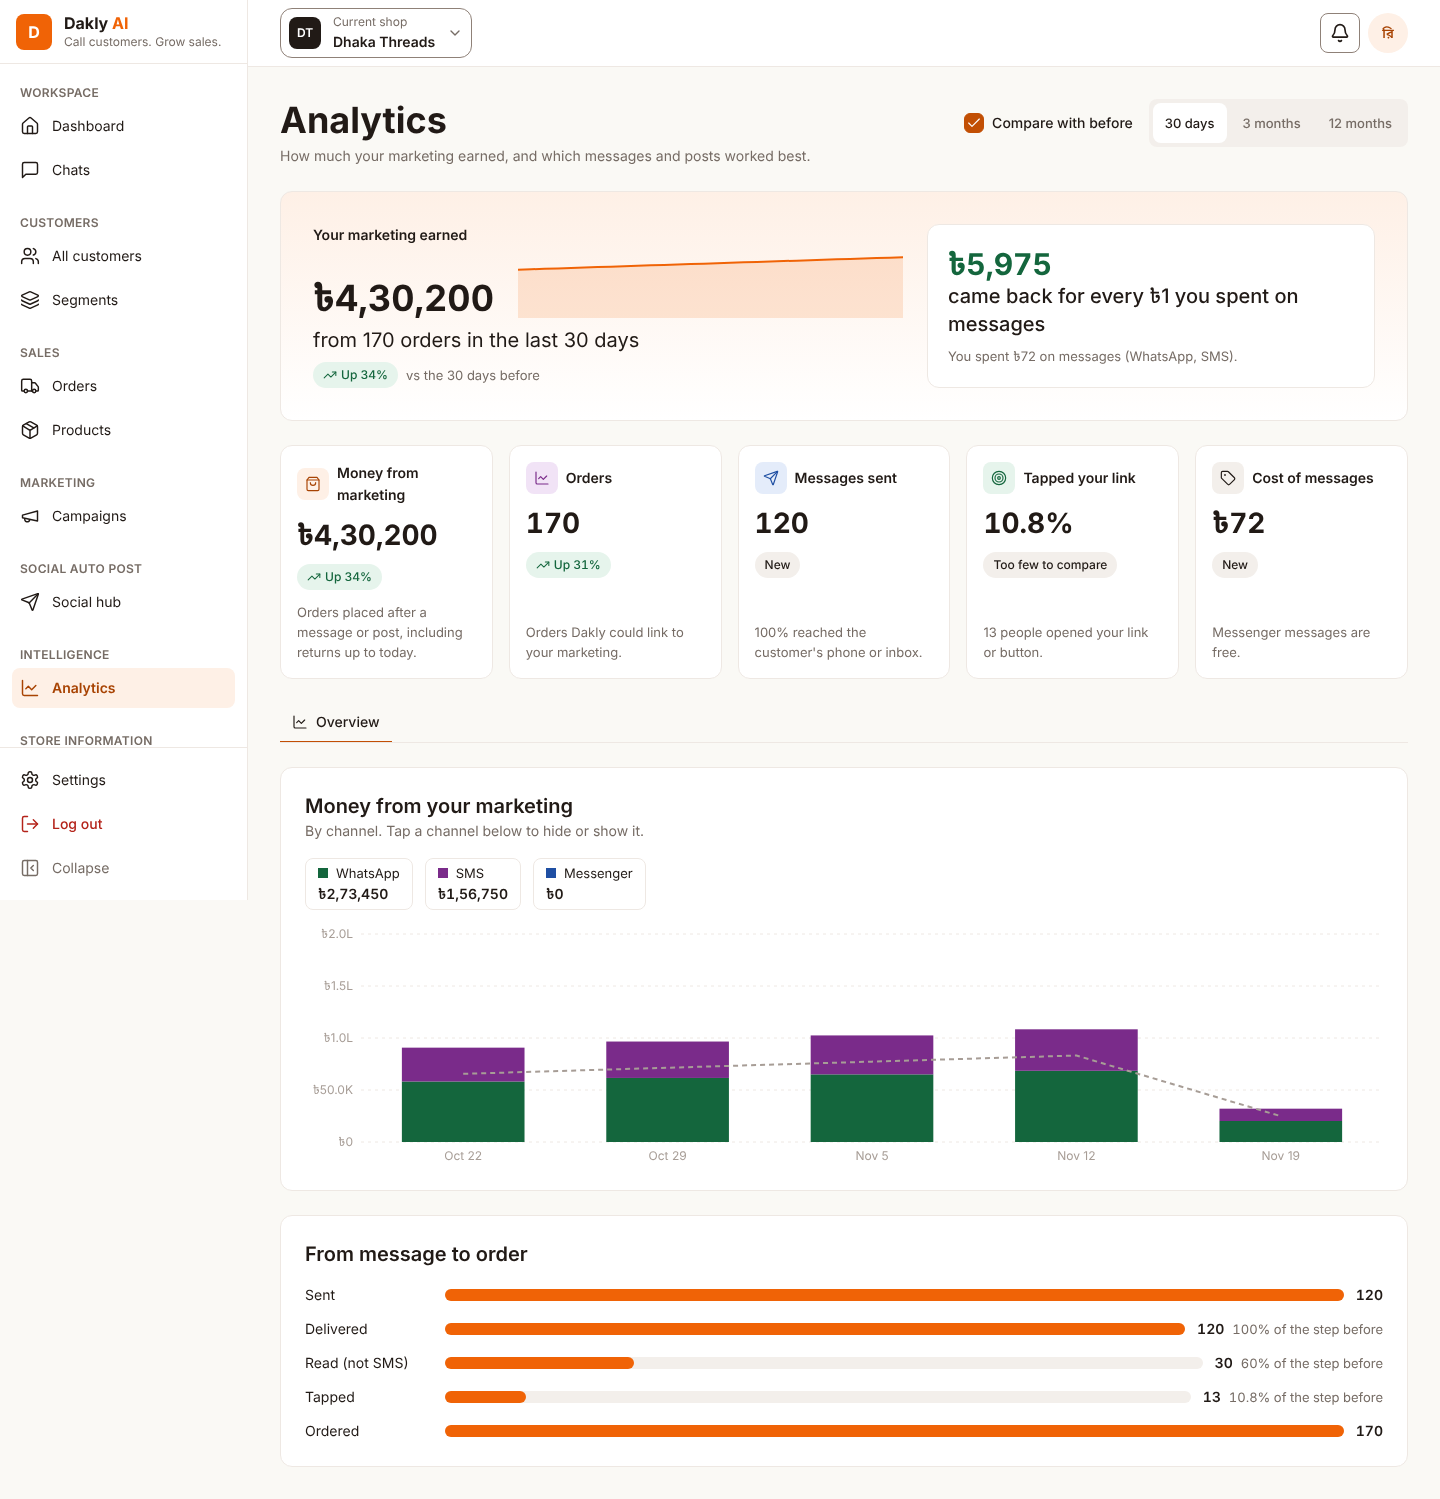 D
Dakly AI
Call customers. Grow sales.
DT
Current shop
Dhaka Threads
রি
WORKSPACE
Dashboard
Chats
CUSTOMERS
All customers
Segments
SALES
Orders
Products
MARKETING
Campaigns
SOCIAL AUTO POST
Social hub
INTELLIGENCE
Analytics
STORE INFORMATION
Settings
Log out
Collapse
Analytics
How much your marketing earned, and which messages and posts worked best.
Compare with before
30 days
3 months
12 months
Your marketing earned
৳4,30,200
from 170 orders in the last 30 days
Up 34%
vs the 30 days before
৳5,975
came back for every ৳1 you spent on
messages
You spent ৳72 on messages (WhatsApp, SMS).
Money from
marketing
৳4,30,200
Up 34%
Orders placed after a
message or post, including
returns up to today.
Orders
170
Up 31%
Orders Dakly could link to
your marketing.
Messages sent
120
New
100% reached the
customer's phone or inbox.
Tapped your link
10.8%
Too few to compare
13 people opened your link
or button.
Cost of messages
৳72
New
Messenger messages are
free.
Overview
Money from your marketing
By channel. Tap a channel below to hide or show it.
WhatsApp
৳2,73,450
SMS
৳1,56,750
Messenger
৳0
৳2.0L
৳1.5L
৳1.0L
৳50.0K
৳0
Oct 22
Oct 29
Nov 5
Nov 12
Nov 19
From message to order
Sent
120
Delivered
120 100% of the step before
Read (not SMS)
30 60% of the step before
Tapped
13 10.8% of the step before
Ordered
170